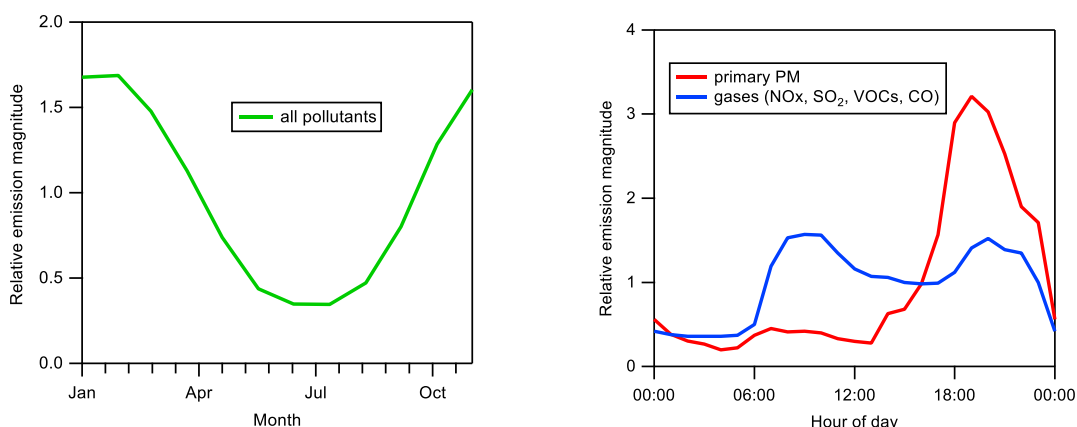 2.0
1.5
1.0
0.5
0.0
Relative emission magnitude
all pollutants
Jan
Apr
Jul
Oct
Month
4
3
2
1
0
Relative emission magnitude
primary PM
gases (NOx, SO2, VOCs, CO)
00:00
06:00
12:00
18:00
00:00
Hour of day